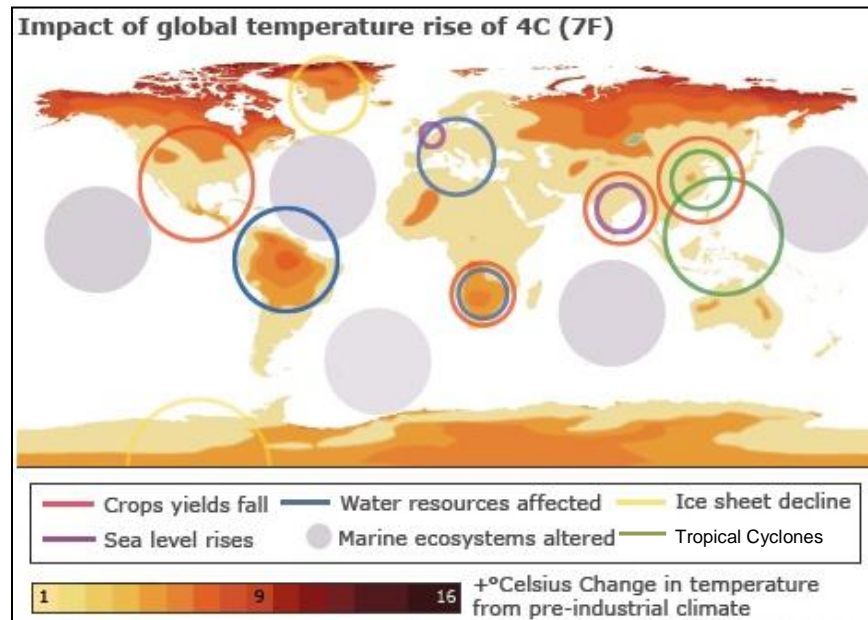 Impact of global temperature rise of 4C (7F)
Crops yields fall
Water resources affected
Ice sheet decline
Sea level rises
Marine ecosystems altered
Tropical Cyclones
1 9 16
+°Celsius Change in temperature
from pre-industrial climate